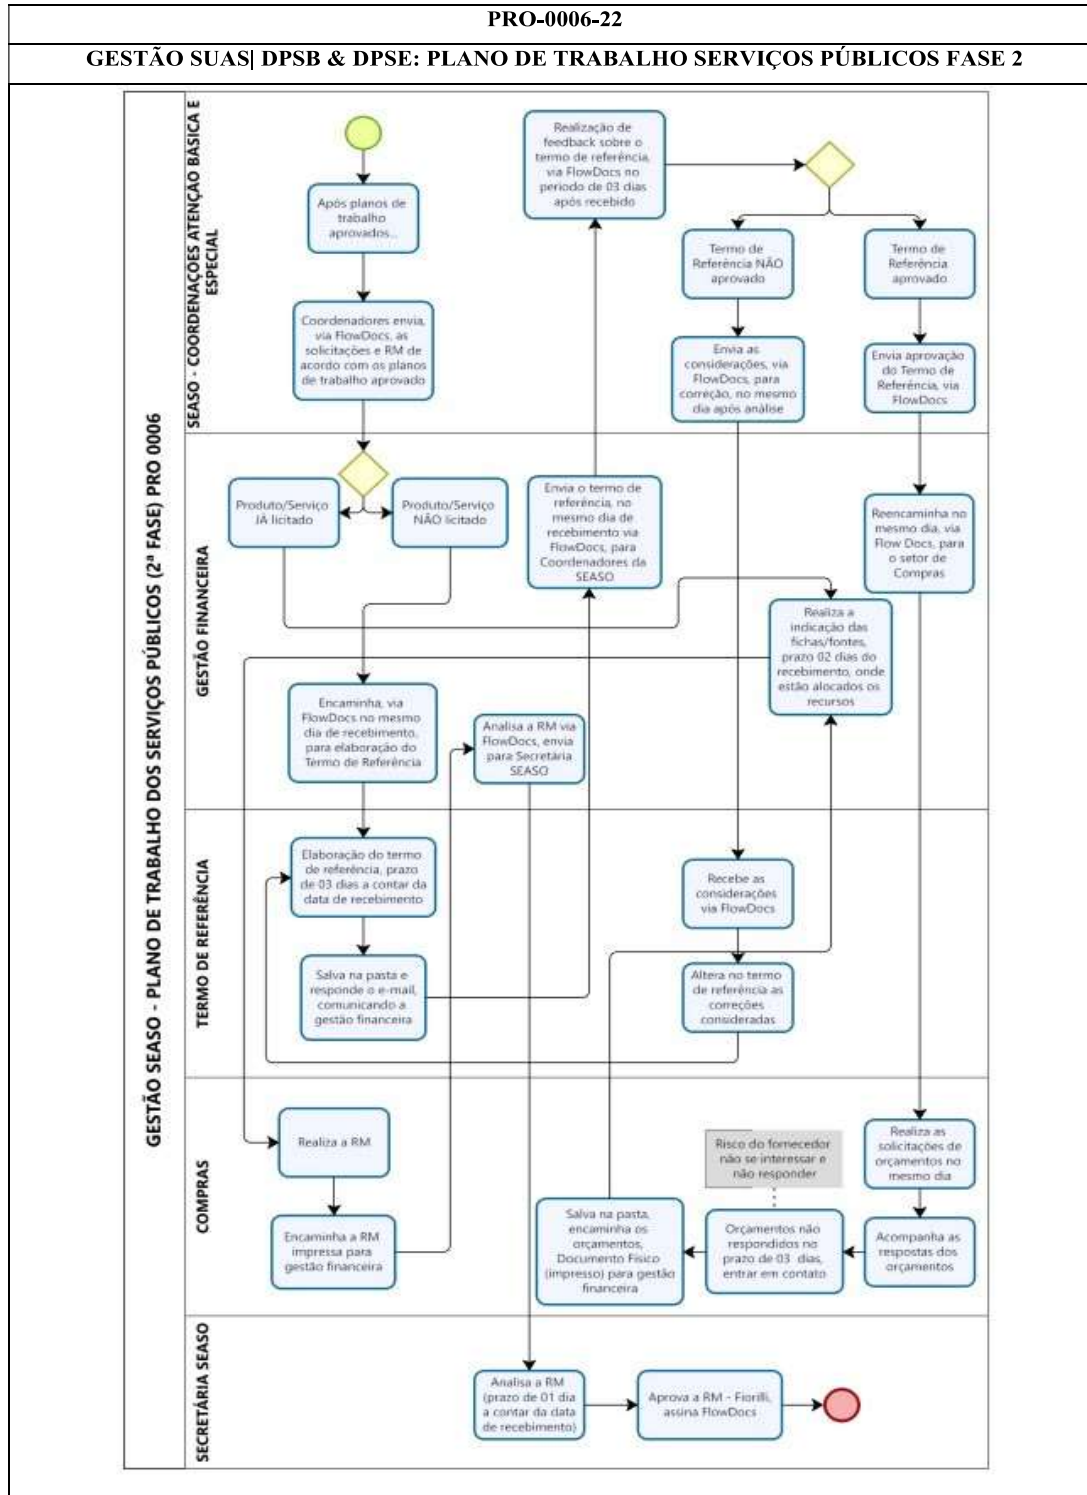 PRO-0006-22
GESTÃO SUAS| DPSB & DPSE: PLANO DE TRABALHO SERVIÇOS PÚBLICOS FASE 2
GESTÃO SEASO - PLANO DE TRABALHO DOS SERVIÇOS PÚBLICOS (2ª FASE) PRO 0006
SEASO - COORDENAÇOES ATENÇÃO BÁSICA E
ESPECIAL
Após planos de
trabalho
aprovados...
Coordenadores envia,
via FlowDocs, as
solicitações e RM de
acordo com os planos
de trabalho aprovado
Realização de
feedback sobre o
termo de referência,
via FlowDocs no
periodo de 03 dias
após recebido
Termo de
Referência NÃO
aprovado
Termo de
Referência
aprovado
Envia as
considerações, via
FlowDocs, para
correção, no mesmo
dia após análise
Envia aprovação
do Termo de
Referência, via
FlowDocs
GESTÃO FINANCEIRA
Produto/Serviço
JÁ licitado
Produto/Serviço
NÃO licitado
Envia o termo de
referência, no
mesmo dia de
recebimento via
FlowDocs, para
Coordenadores da
SEASO
Reencaminha no
mesmo dia, via
Flow Docs, para
o setor de
Compras
Realiza a
indicação das
fichas/fontes,
prazo 02 dias do
recebimento, onde
estão alocados os
recursos
Encaminha, via
FlowDocs no mesmo
dia de recebimento,
para elaboração do
Termo de Referência
Analisa a RM via
FlowDocs, envia
para Secretária
SEASO
TERMO DE REFERÊNCIA
Elaboração do termo
de referência, prazo
de 03 dias a contar da
data de recebimento
Salva na pasta e
responde o e-mail,
comunicando a
gestão financeira
Recebe as
considerações
via FlowDocs
Altera no termo
de referência as
correções
consideradas
COMPRAS
Realiza a RM
Encaminha a RM
impressa para
gestão financeira
Risco do fornecedor
não se interessar e
não responder
Realiza as
solicitações de
orçamentos no
mesmo dia
Salva na pasta,
encaminha os
orçamentos,
Documento Físico
(impresso) para gestão
financeira
Orçamentos não
respondidos no
prazo de 03 dias,
entrar em contato
Acompanha as
respostas dos
orçamentos
SECRETÁRIA SEASO
Analisa a RM
(prazo de 01 dia
a contar da data
de recebimento)
Aprova a RM - Fiorilli,
assina FlowDocs